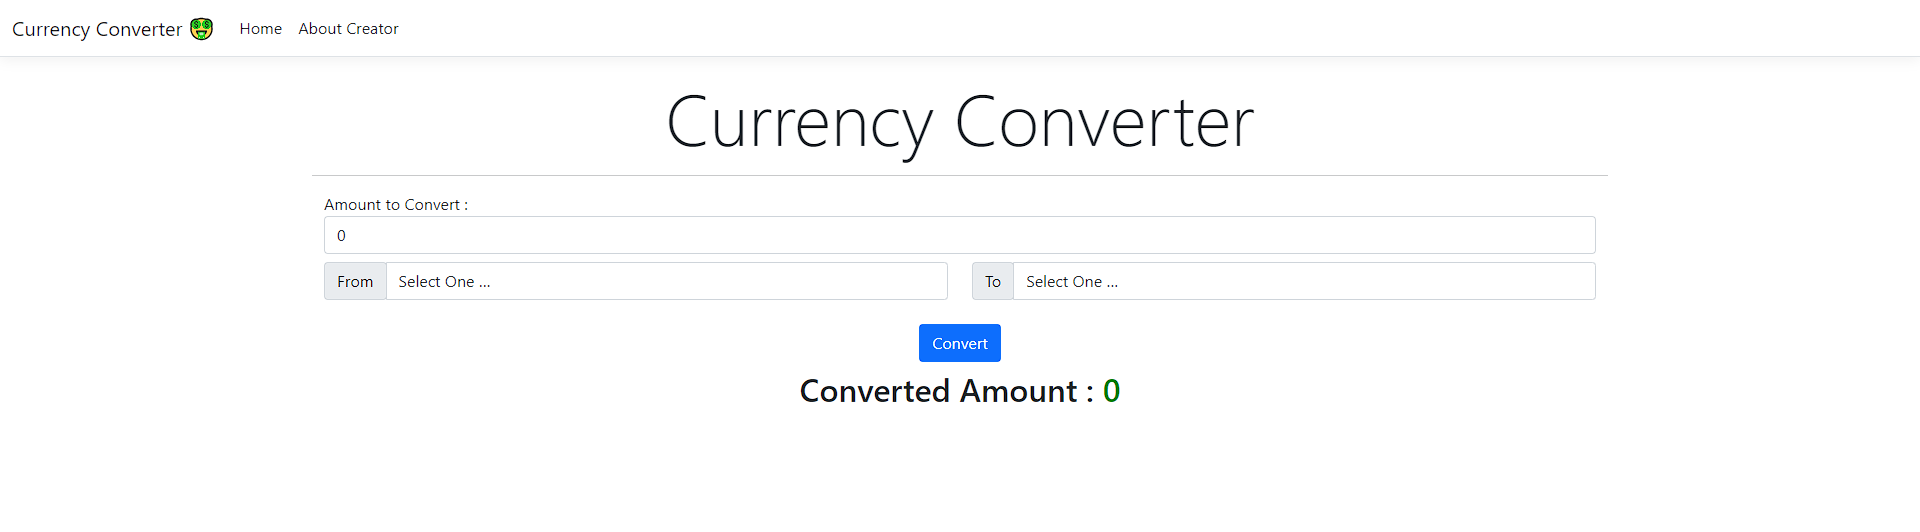 Currency Converter 🤑 Home About Creator
Currency Converter
Amount to Convert :
0
From Select One ... To Select One ...
Convert
Converted Amount : 0